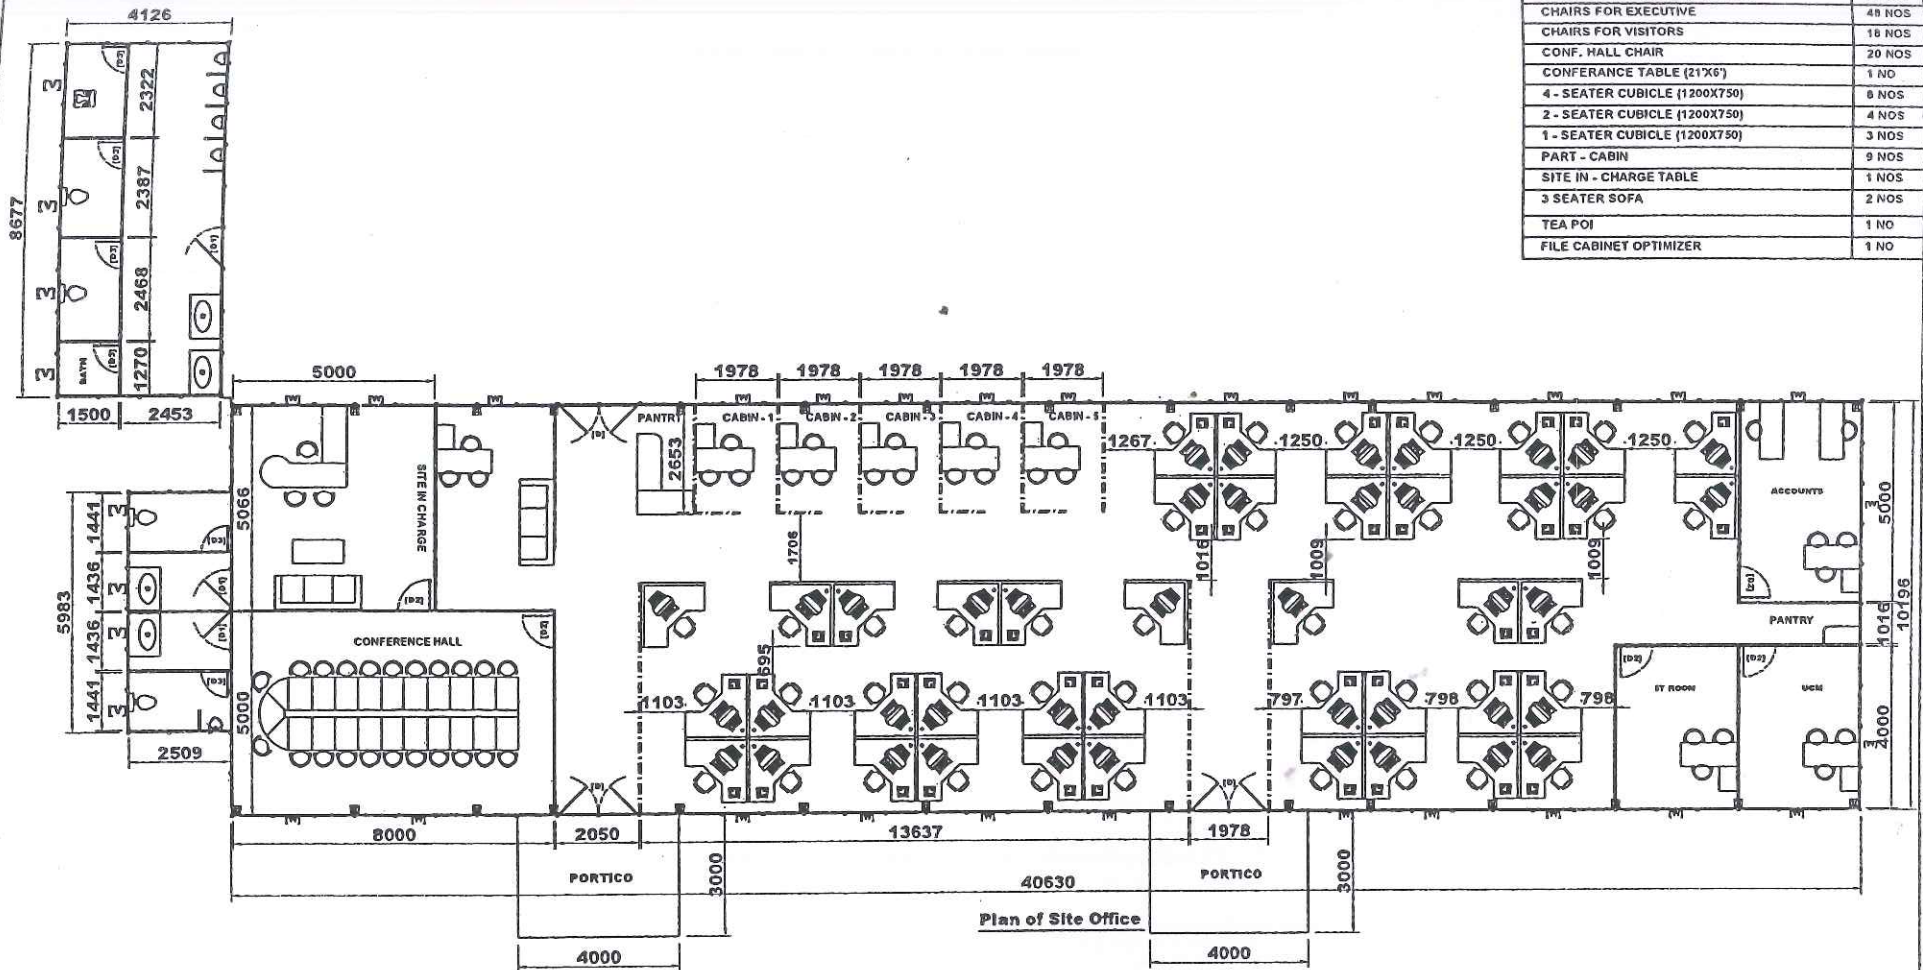 CHAIRS FOR EXECUTIVE 48 NOS
CHAIRS FOR VISITORS 18 NOS
CONF. HALL CHAIR 20 NOS
CONFERANCE TABLE (21'X6') 1 NO
4 - SEATER CUBICLE (1200X750) 8 NOS
2 - SEATER CUBICLE (1200X750) 4 NOS
1 - SEATER CUBICLE (1200X750) 3 NOS
PART - CABIN 9 NOS
SITE IN - CHARGE TABLE 1 NOS
3 SEATER SOFA 2 NOS
TEA POI 1 NO
FILE CABINET OPTIMIZER 1 NO
4126
8677
2322
2387
2468
1270
BATH
1500 2453
5000
1978 1978 1978 1978 1978
PANTRY CABIN - 1 CABIN - 2 CABIN - 3 CABIN - 4 CABIN - 5
2653
1267 1250 1250 1250
SITE IN CHARGE
5066
ACCOUNTS
5000
1706
1016 1009 1009
5983
1441
1436
1436
1441
2509
[D2]
CONFERENCE HALL
5000
695
1103 1103 1103 1103 797 798 798
PANTRY
1016
10196
[D2] [D2]
UCM
4000
8000 2050 13637 1978
PORTICO 3000
PORTICO 3000
40630
Plan of Site Office
4000 4000